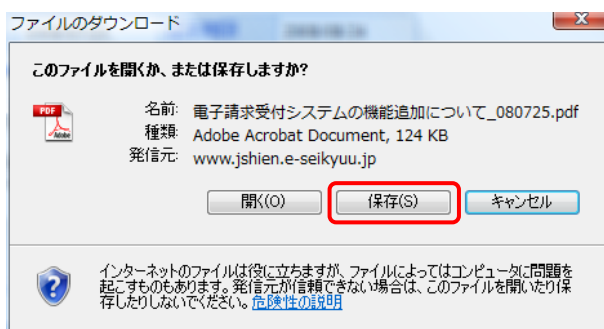 ファイルのダウンロード
このファイルを開くか、または保存しますか?
PDF
Adobe
名前: 電子請求受付システムの機能追加について_080725.pdf
種類: Adobe Acrobat Document, 124 KB
発信元: www.jshien.e-seikyuu.jp
開く(O) 保存(S) キャンセル
インターネットのファイルは役に立ちますが、ファイルによってはコンピュータに問題を
起こすものもあります。発信元が信頼できない場合は、このファイルを開いたり保
存したりしないでください。危険性の説明